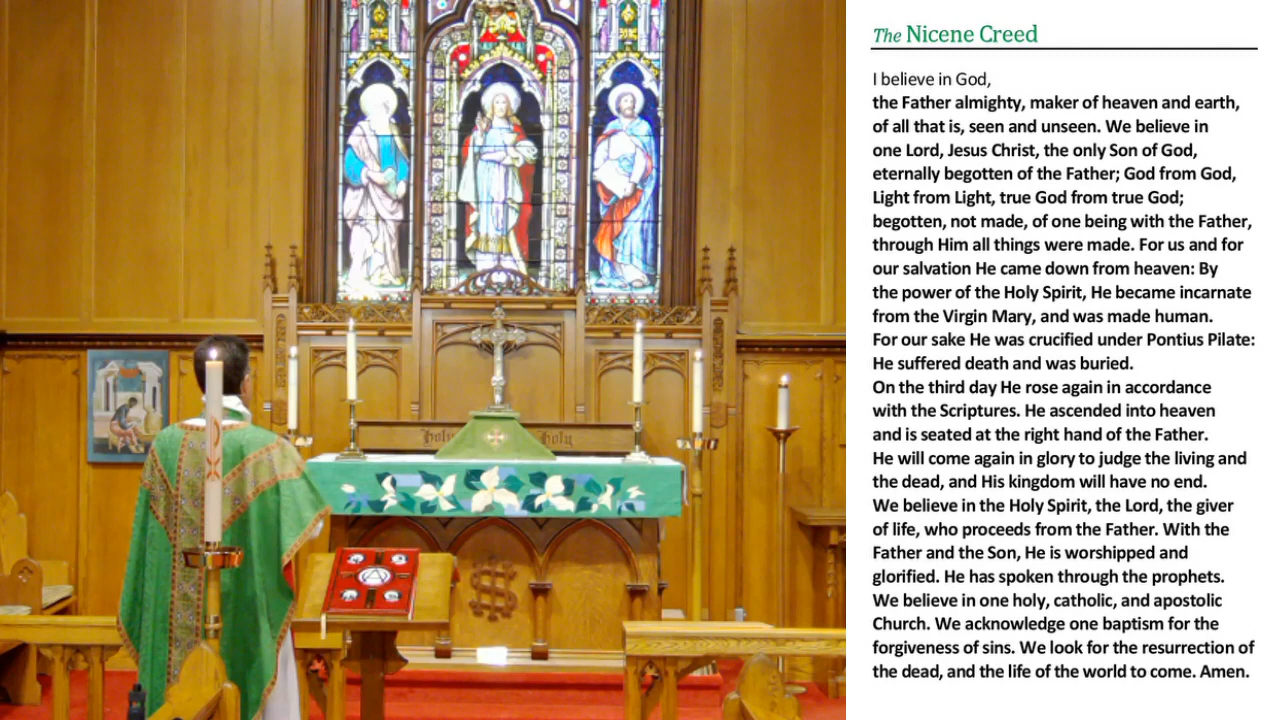 Holy holy
The Nicene Creed
I believe in God,
the Father almighty, maker of heaven and earth,
of all that is, seen and unseen. We believe in
one Lord, Jesus Christ, the only Son of God,
eternally begotten of the Father; God from God,
Light from Light, true God from true God;
begotten, not made, of one being with the Father,
through Him all things were made. For us and for
our salvation He came down from heaven: By
the power of the Holy Spirit, He became incarnate
from the Virgin Mary, and was made human.
For our sake He was crucified under Pontius Pilate:
He suffered death and was buried.
On the third day He rose again in accordance
with the Scriptures. He ascended into heaven
and is seated at the right hand of the Father.
He will come again in glory to judge the living and
the dead, and His kingdom will have no end.
We believe in the Holy Spirit, the Lord, the giver
of life, who proceeds from the Father. With the
Father and the Son, He is worshipped and
glorified. He has spoken through the prophets.
We believe in one holy, catholic, and apostolic
Church. We acknowledge one baptism for the
forgiveness of sins. We look for the resurrection of
the dead, and the life of the world to come. Amen.